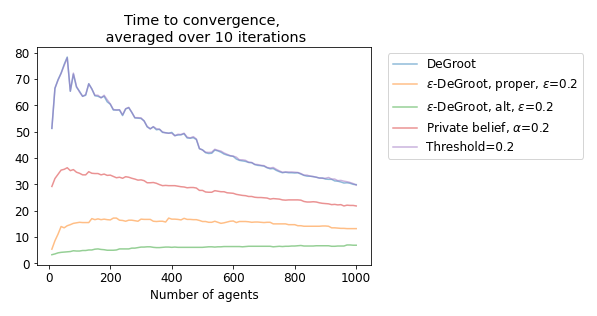 Time to convergence,
averaged over 10 iterations
80
70
60
50
40
30
20
10
0
0 200 400 600 800 1000
Number of agents
DeGroot
ε-DeGroot, proper, ε=0.2
ε-DeGroot, alt, ε=0.2
Private belief, α=0.2
Threshold=0.2